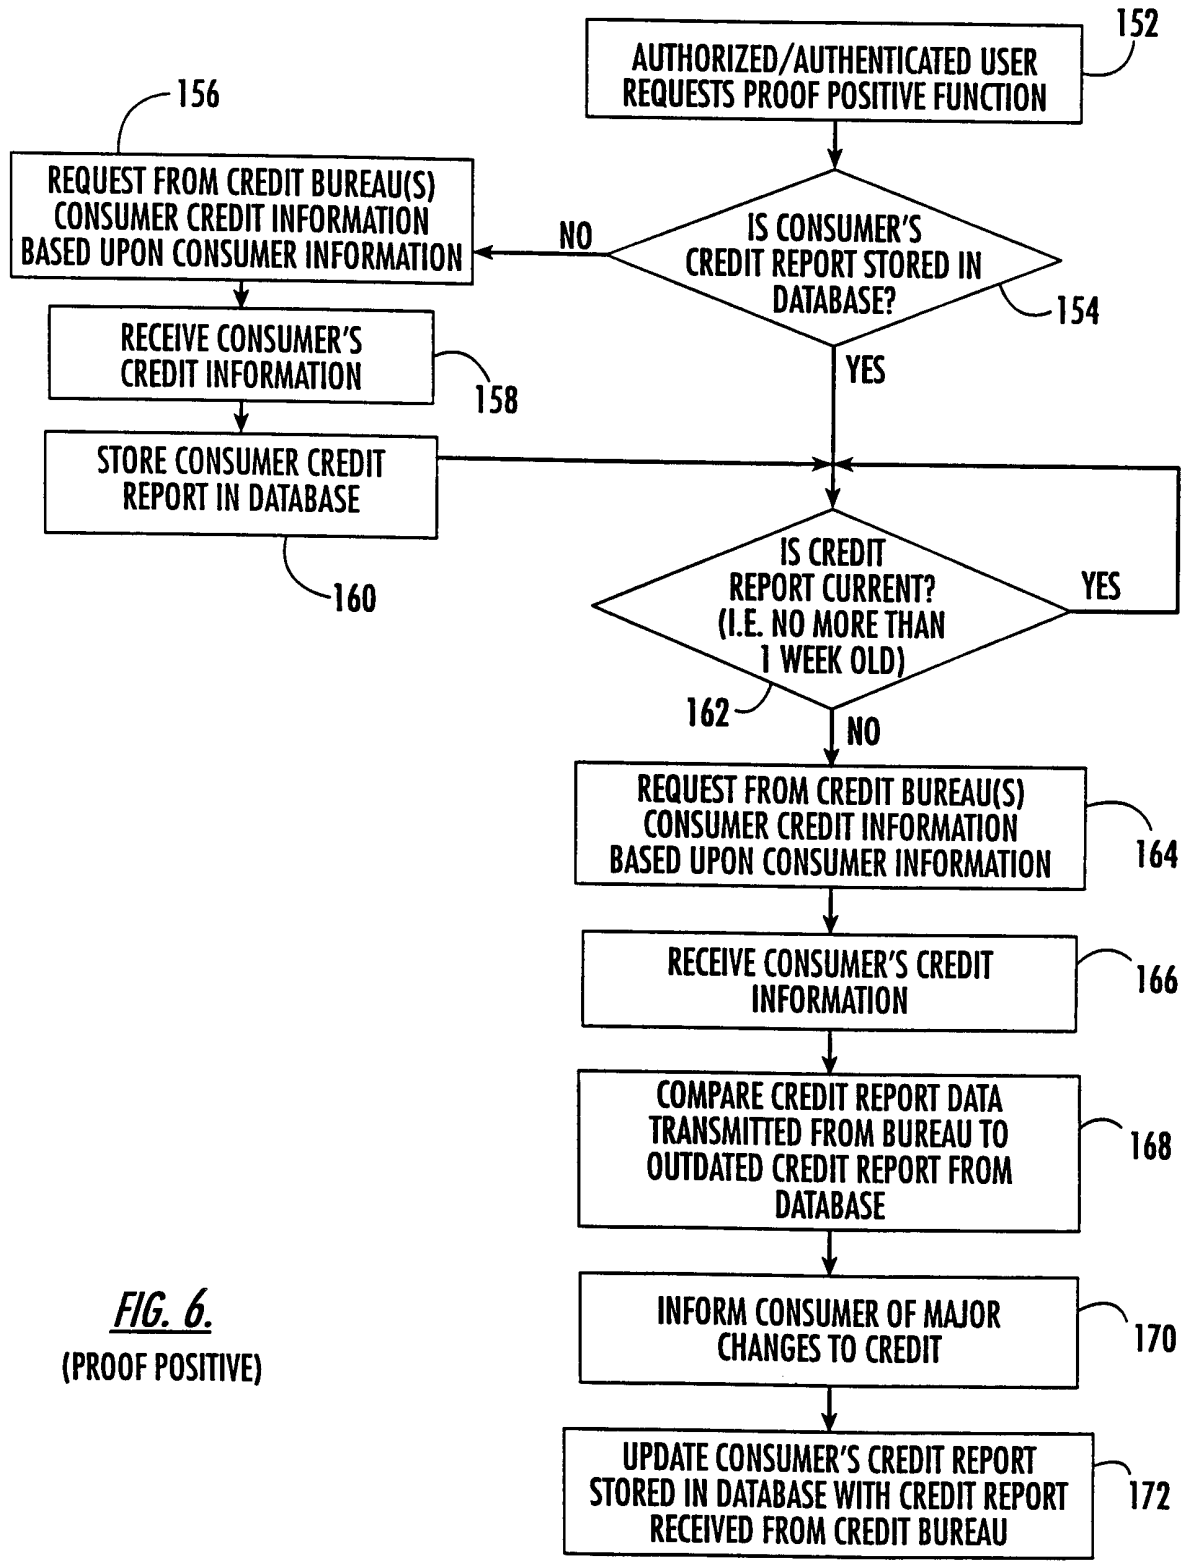 152
AUTHORIZED/AUTHENTICATED USER
REQUESTS PROOF POSITIVE FUNCTION
156
REQUEST FROM CREDIT BUREAU(S)
CONSUMER CREDIT INFORMATION
BASED UPON CONSUMER INFORMATION
NO
IS CONSUMER'S
CREDIT REPORT STORED IN
DATABASE?
154
YES
RECEIVE CONSUMER'S
CREDIT INFORMATION
158
STORE CONSUMER CREDIT
REPORT IN DATABASE
160
IS CREDIT
REPORT CURRENT?
(I.E. NO MORE THAN
1 WEEK OLD)
YES
162
NO
REQUEST FROM CREDIT BUREAU(S)
CONSUMER CREDIT INFORMATION
BASED UPON CONSUMER INFORMATION
164
RECEIVE CONSUMER'S CREDIT
INFORMATION
166
COMPARE CREDIT REPORT DATA
TRANSMITTED FROM BUREAU TO
OUTDATED CREDIT REPORT FROM
DATABASE
168
INFORM CONSUMER OF MAJOR
CHANGES TO CREDIT
170
UPDATE CONSUMER'S CREDIT REPORT
STORED IN DATABASE WITH CREDIT REPORT
RECEIVED FROM CREDIT BUREAU
172
FIG. 6.
(PROOF POSITIVE)